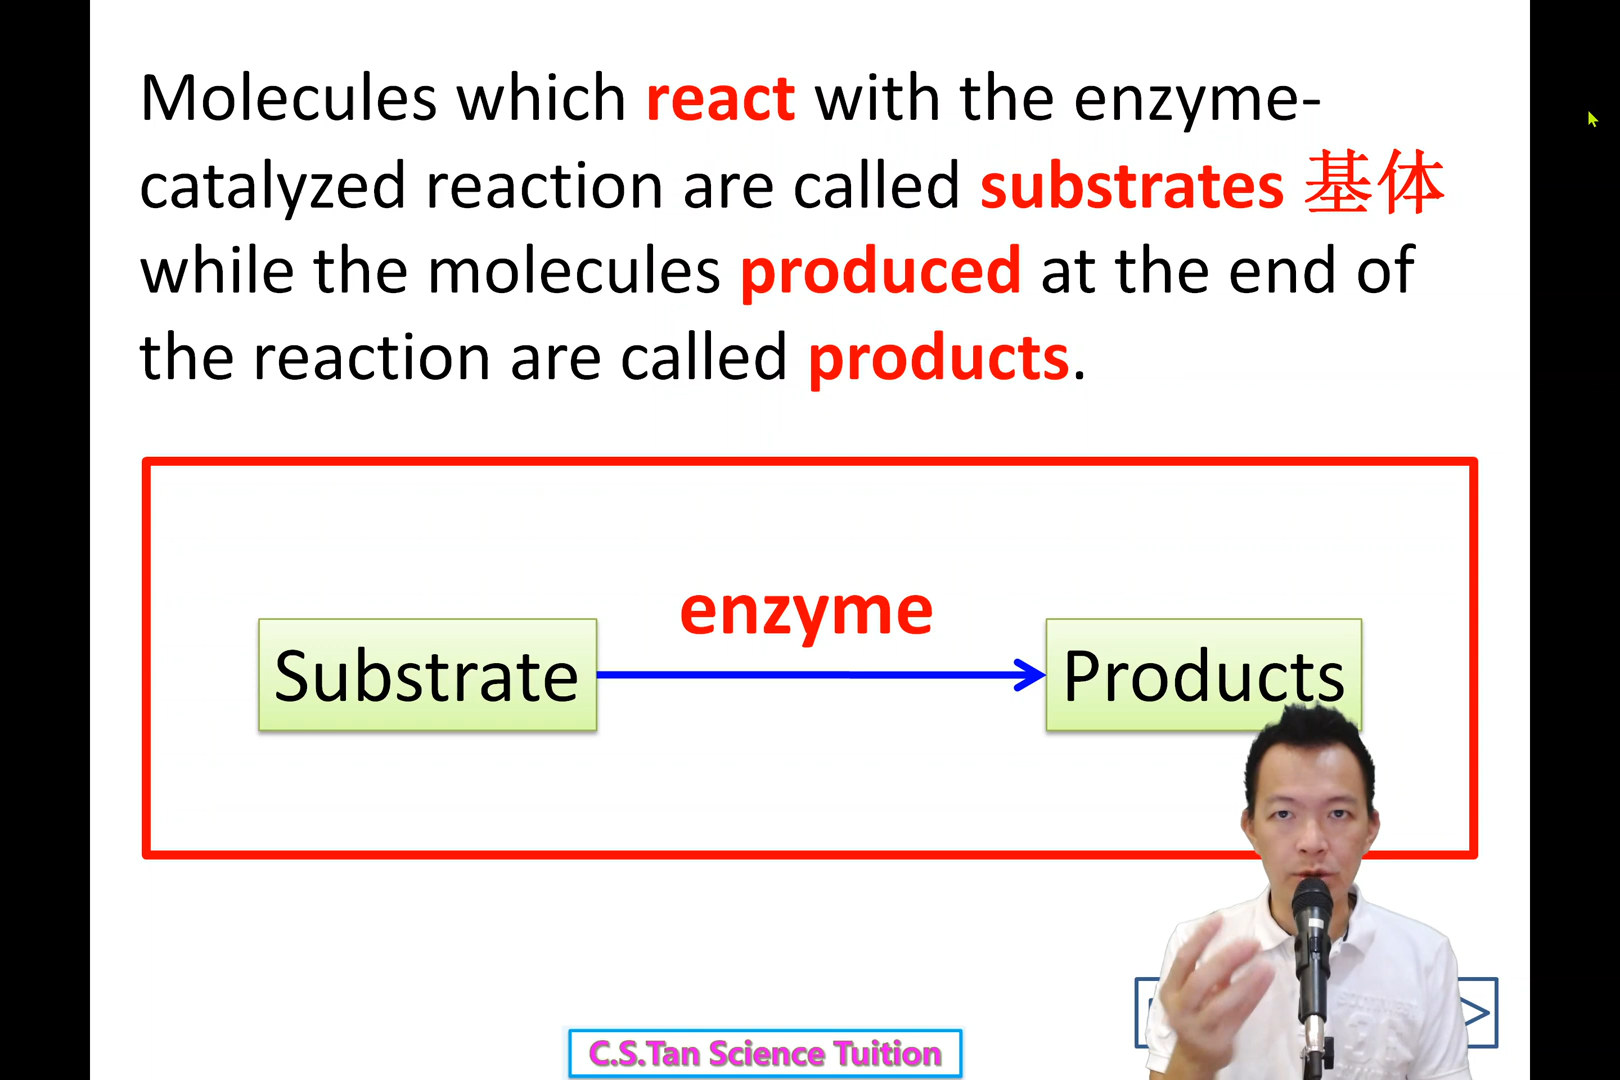 Molecules which react with the enzyme-
catalyzed reaction are called substrates 基体
while the molecules produced at the end of
the reaction are called products.
enzyme
Substrate
Products
C.S.Tan Science Tuition